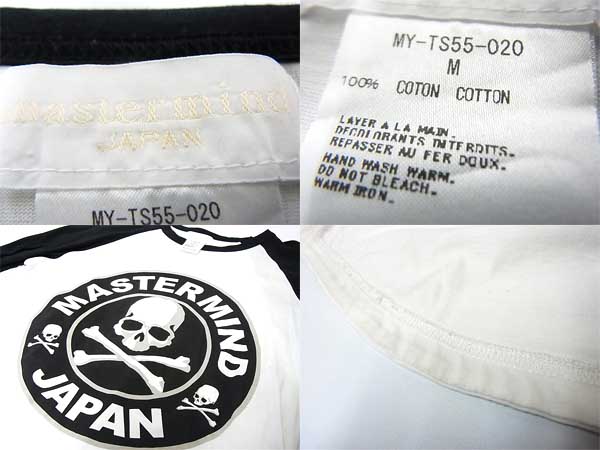 mastermind
JAPAN
MY-TS55-020
MY-TS55-020
M
100% COTON COTTON
LAVER A LA MAIN.
DECOLORANTS INTERDITS.
REPASSER AU FER DOUX.
HAND WASH WARM.
DO NOT BLEACH.
WARM IRON.
MASTERMIND
JAPAN